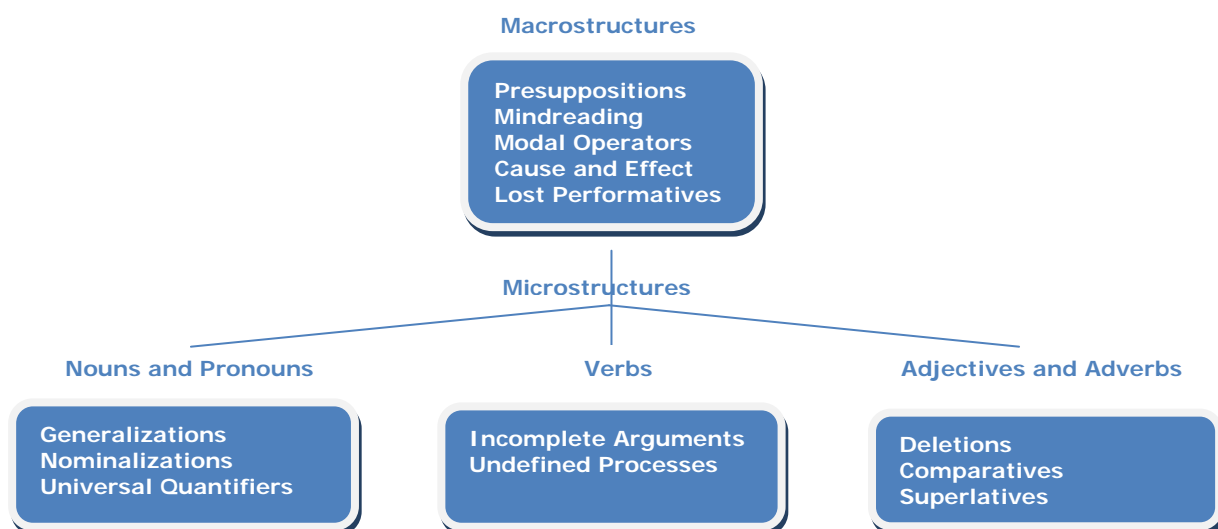 Macrostructures
Presuppositions
Mindreading
Modal Operators
Cause and Effect
Lost Performatives
Microstructures
Nouns and Pronouns
Generalizations
Nominalizations
Universal Quantifiers
Verbs
Incomplete Arguments
Undefined Processes
Adjectives and Adverbs
Deletions
Comparatives
Superlatives